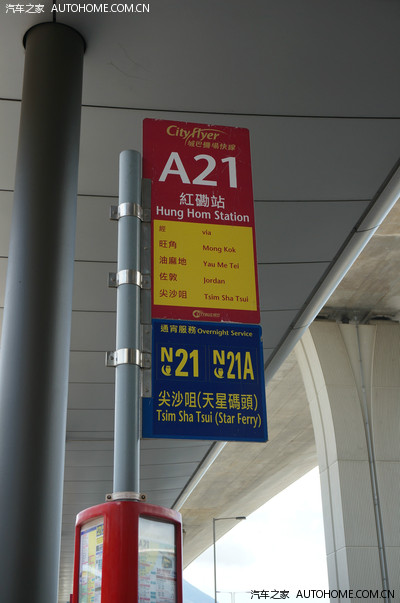 汽车之家 AUTOHOME.COM.CN
CityFlyer
城巴機場快線
A21
紅磡站
Hung Hom Station
經 via
旺角 Mong Kok
油麻地 Yau Ma Tei
佐敦 Jordan
尖沙咀 Tsim Sha Tsui
通宵服務 Overnight Service
N21 N21A
尖沙咀(天星碼頭)
Tsim Sha Tsui (Star Ferry)
汽车之家 AUTOHOME.COM.CN